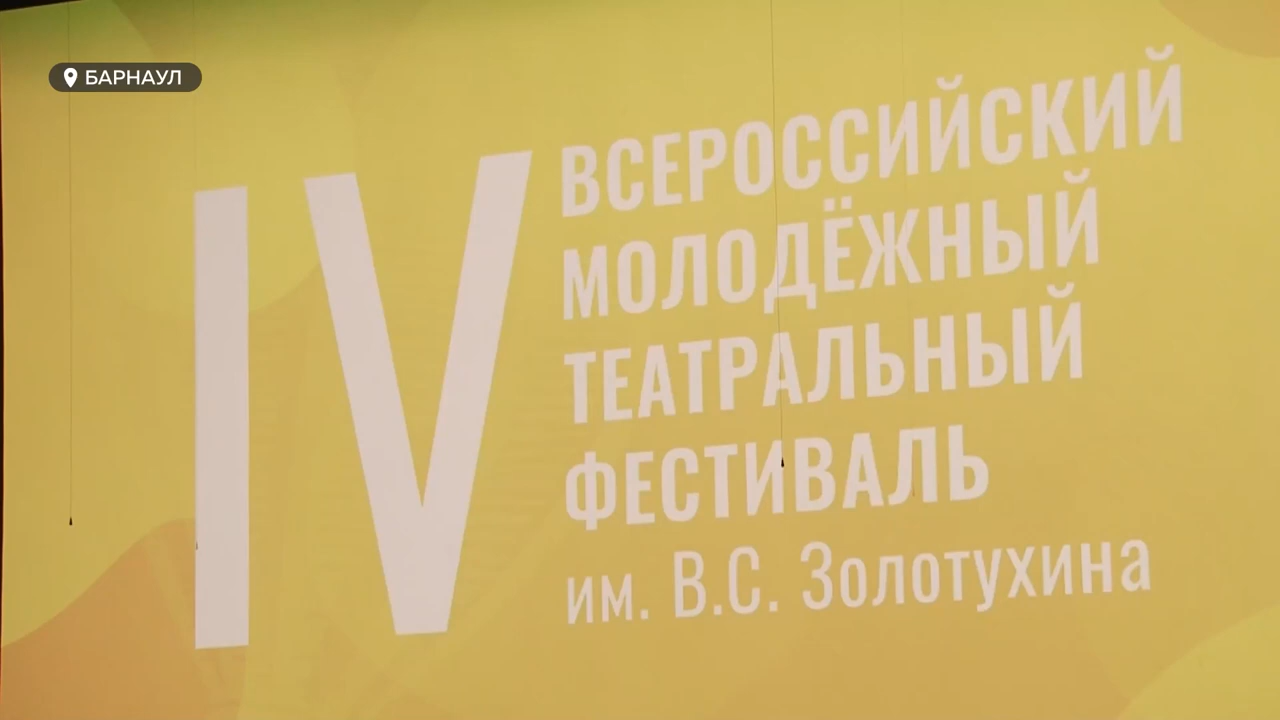 БАРНАУЛ
IV
ВСЕРОССИЙСКИЙ
МОЛОДЁЖНЫЙ
ТЕАТРАЛЬНЫЙ
ФЕСТИВАЛЬ
им. В.С. Золотухина